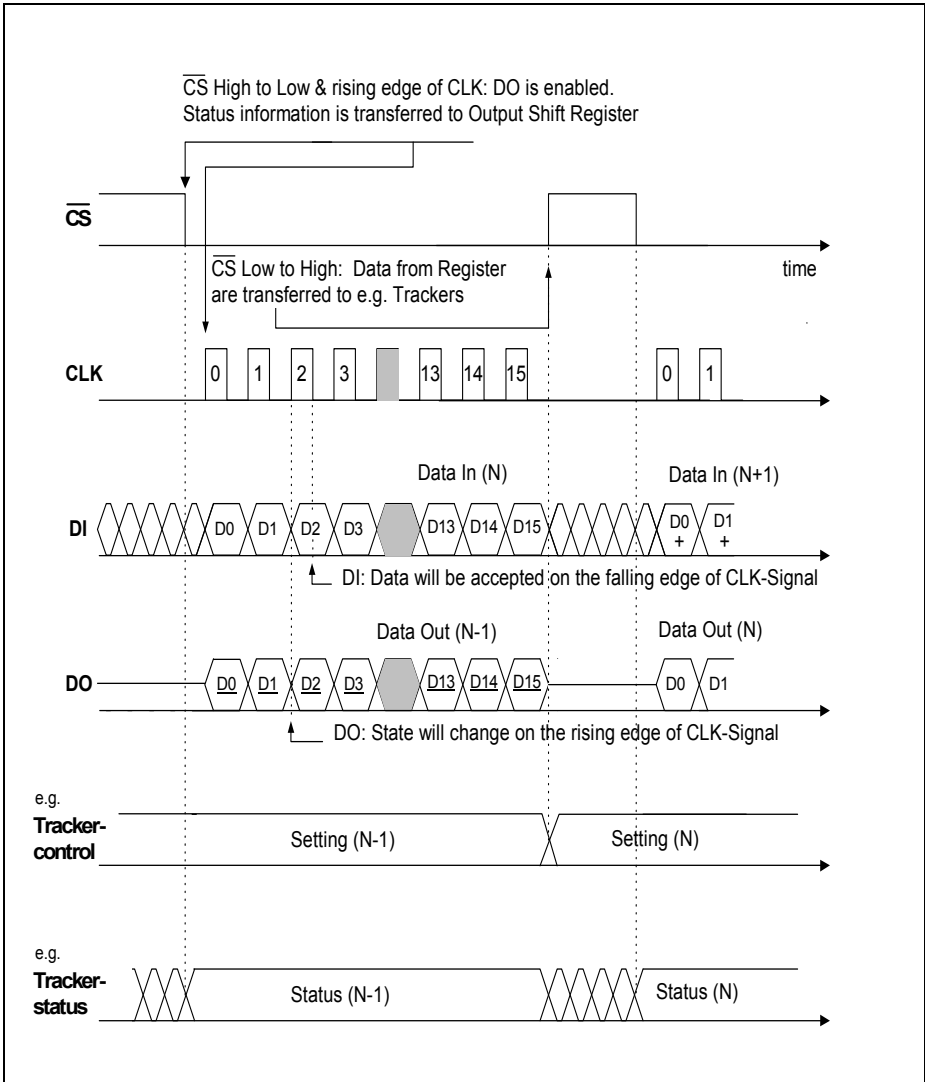 CS High to Low & rising edge of CLK: DO is enabled.
Status information is transferred to Output Shift Register
CS
CS Low to High: Data from Register
are transferred to e.g. Trackers
time
CLK
0 1 2 3 13 14 15 0 1
Data In (N) Data In (N+1)
DI
D0 D1 D2 D3 D13 D14 D15 D0 + D1 +
DI: Data will be accepted on the falling edge of CLK-Signal
Data Out (N-1) Data Out (N)
DO
D0 D1 D2 D3 D13 D14 D15 D0 D1
DO: State will change on the rising edge of CLK-Signal
e.g.
Tracker-
control
Setting (N-1) Setting (N)
e.g.
Tracker-
status
Status (N-1) Status (N)